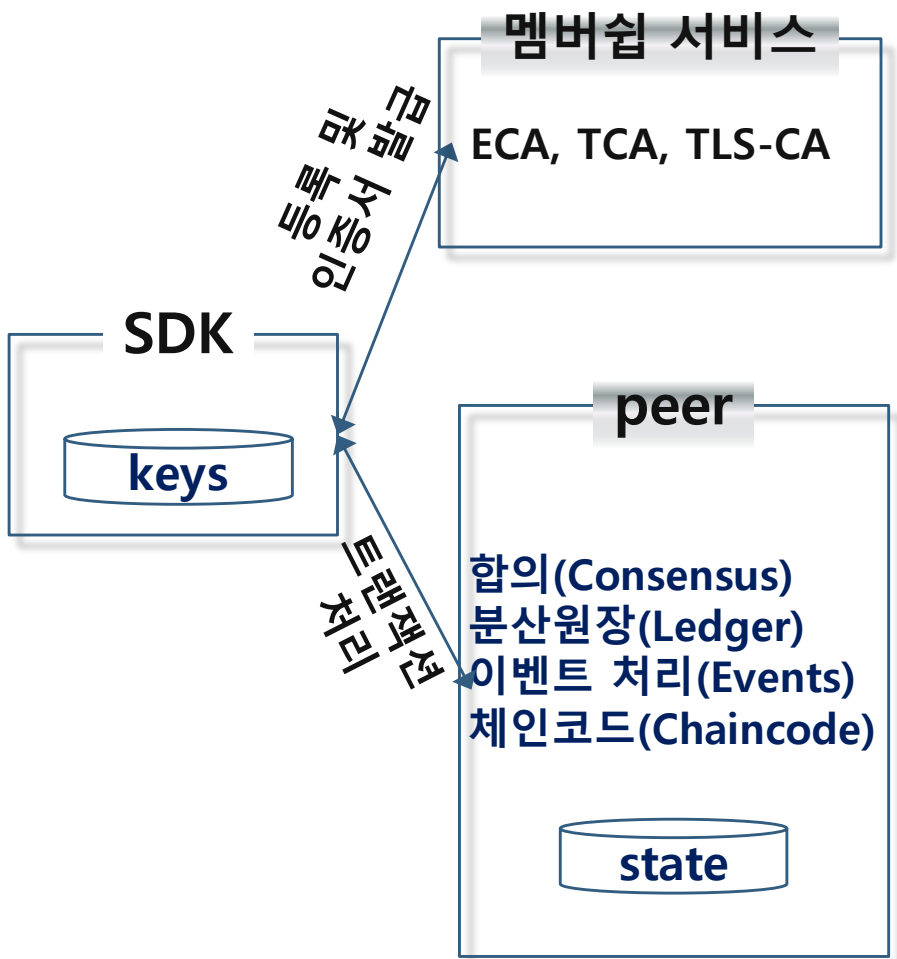 멤버쉽 서비스
ECA, TCA, TLS-CA
등록 및
인증서 발급
SDK
keys
트랜잭션
처리
peer
합의(Consensus)
분산원장(Ledger)
이벤트 처리(Events)
체인코드(Chaincode)
state